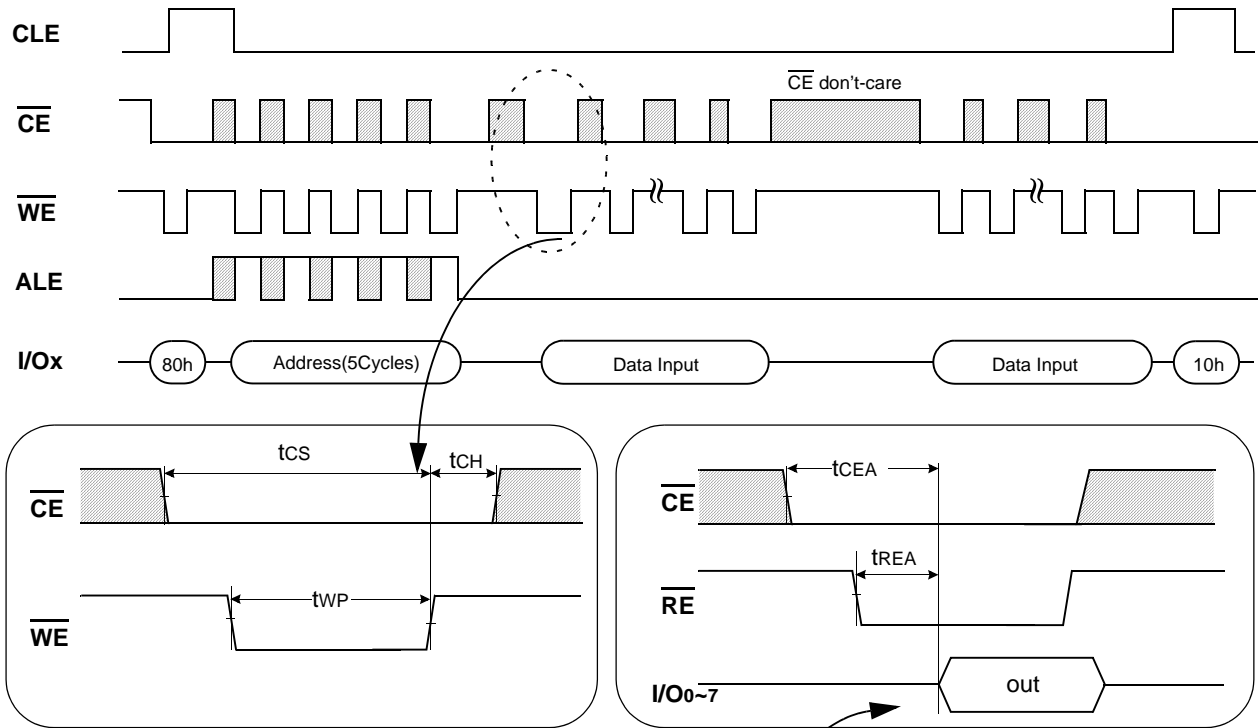 CLE
CE don't-care
CE
WE
ALE
I/Ox
80h
Address(5Cycles)
Data Input
Data Input
10h
tCS
tCH
CE
tWP
WE
tCEA
CE
tREA
RE
I/O0~7
out